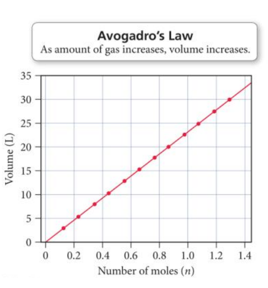 Avogadro's Law
As amount of gas increases, volume increases.
35
30
25
20
15
10
5
0
Volume (L)
0 0.2 0.4 0.6 0.8 1.0 1.2 1.4
Number of moles (n)